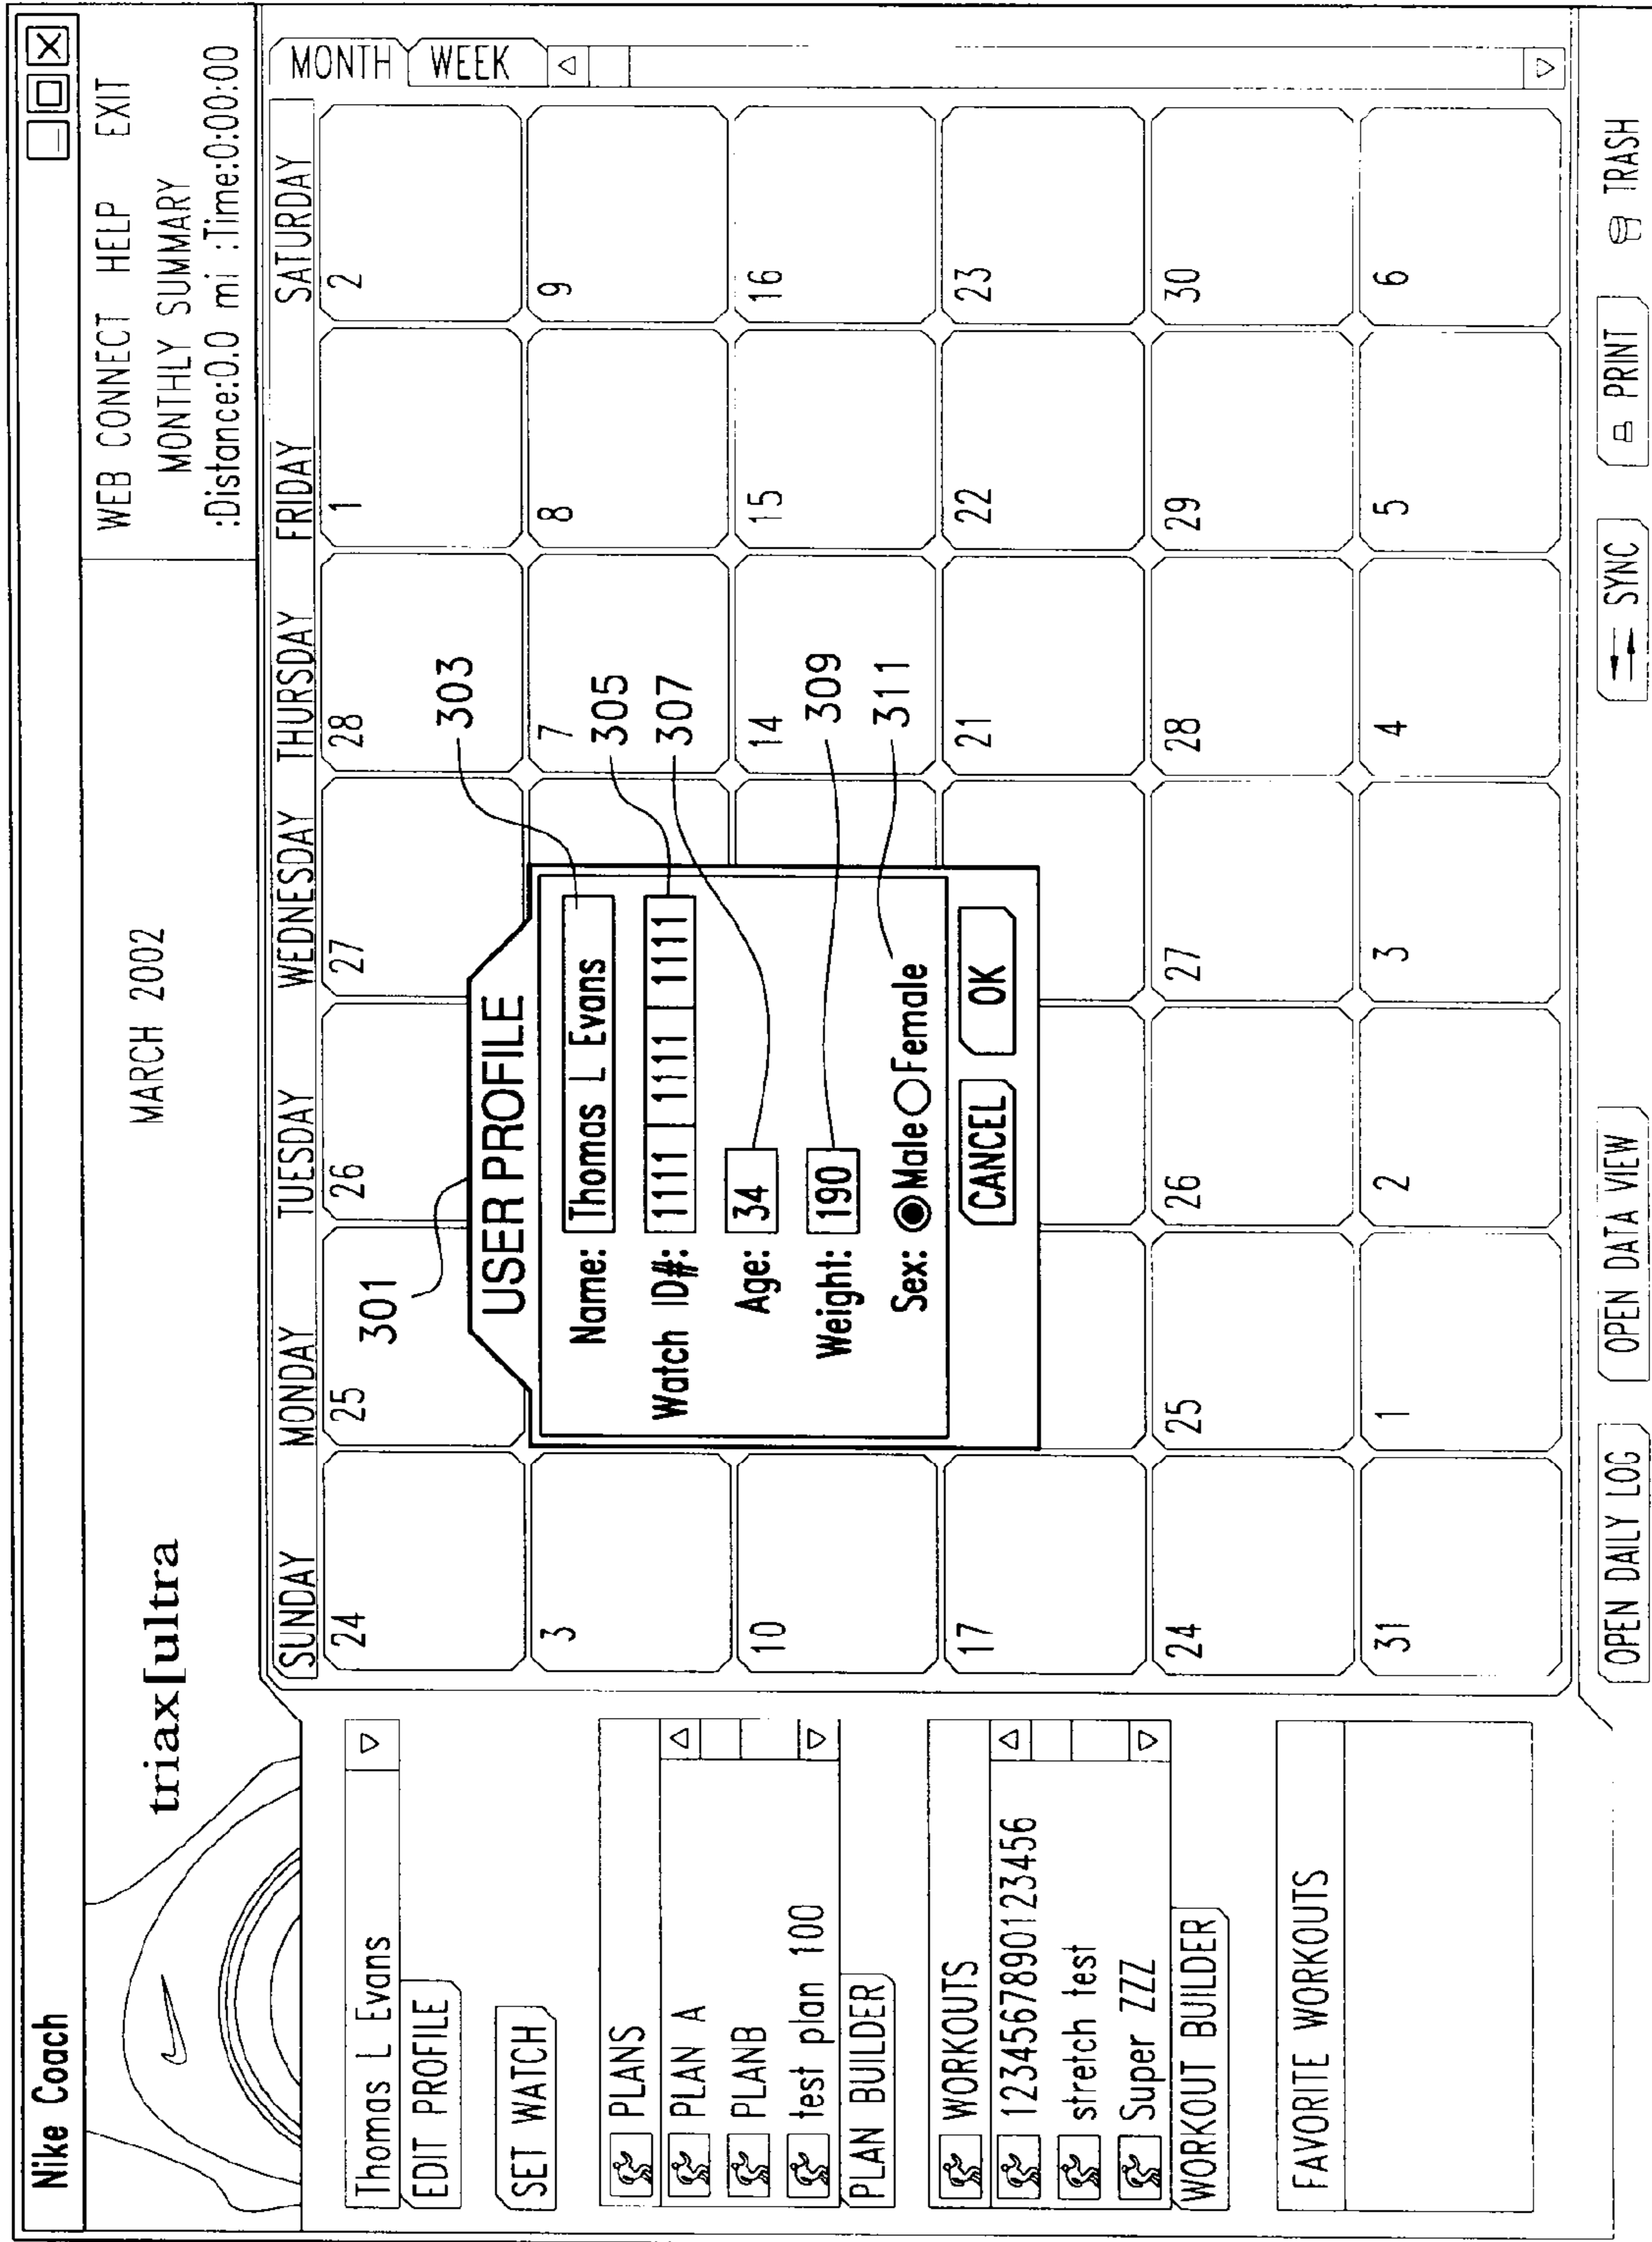 Nike Coach
triax[ultra
MARCH 2002
WEB CONNECT HELP EXIT
MONTHLY SUMMARY
:Distance:0.0 mi :Time:0:00:00
Thomas L Evans
EDIT PROFILE
SET WATCH
PLANS
PLAN A
PLANB
test plan 100
PLAN BUILDER
WORKOUTS
1234567890123456
stretch test
Super ZZZ
WORKOUT BUILDER
FAVORITE WORKOUTS
SUNDAY MONDAY TUESDAY WEDNESDAY THURSDAY FRIDAY SATURDAY
24 25 26 27 28 1 2
3 7 8 9
10 14 15 16
17 21 22 23
24 25 26 27 28 29 30
31 1 2 3 4 5 6
MONTH
WEEK
301
USER PROFILE
Name: Thomas L Evans
Watch ID#: 1111 1111 1111
Age: 34
Weight: 190
Sex: Male Female
CANCEL OK
303
305
307
309
311
OPEN DAILY LOG OPEN DATA VIEW SYNC PRINT TRASH